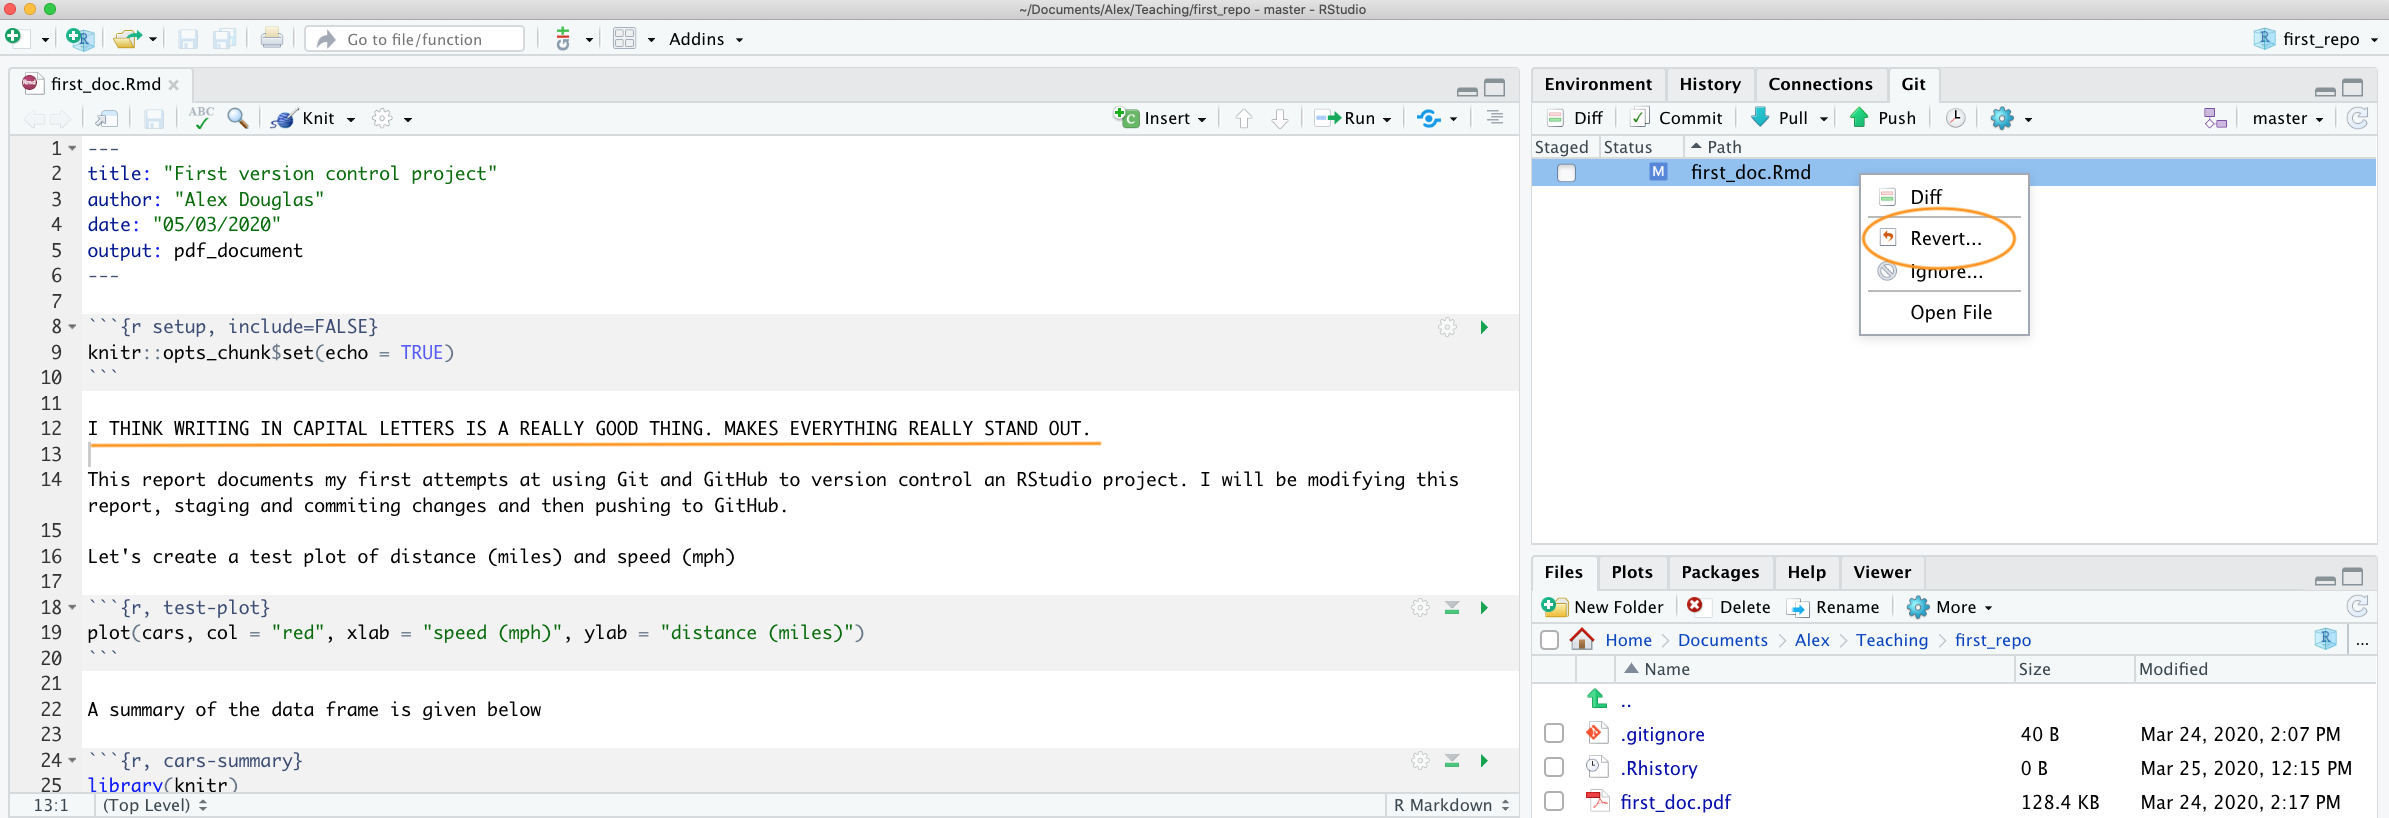 ~/Documents/Alex/Teaching/first_repo - master - RStudio
Go to file/function
Addins
first_repo
first_doc.Rmd
ABC
Knit
Insert
Run
1 ---
2 title: "First version control project"
3 author: "Alex Douglas"
4 date: "05/03/2020"
5 output: pdf_document
6 ---
7
8 ```{r setup, include=FALSE}
9 knitr::opts_chunk$set(echo = TRUE)
10 ```
11
12 I THINK WRITING IN CAPITAL LETTERS IS A REALLY GOOD THING. MAKES EVERYTHING REALLY STAND OUT.
13
14 This report documents my first attempts at using Git and GitHub to version control an RStudio project. I will be modifying this
report, staging and commiting changes and then pushing to GitHub.
15
16 Let's create a test plot of distance (miles) and speed (mph)
17
18 ```{r, test-plot}
19 plot(cars, col = "red", xlab = "speed (mph)", ylab = "distance (miles)")
20 ```
21
22 A summary of the data frame is given below
23
24 ```{r, cars-summary}
25 library(knitr)
13:1 (Top Level) R Markdown
Environment History Connections Git
Diff Commit Pull Push master
Staged Status Path
M first_doc.Rmd
Diff
Revert...
Ignore...
Open File
Files Plots Packages Help Viewer
New Folder Delete Rename More
Home Documents Alex Teaching first_repo ...
Name Size Modified
..
.gitignore 40 B Mar 24, 2020, 2:07 PM
.Rhistory 0 B Mar 25, 2020, 12:15 PM
first_doc.pdf 128.4 KB Mar 24, 2020, 2:17 PM